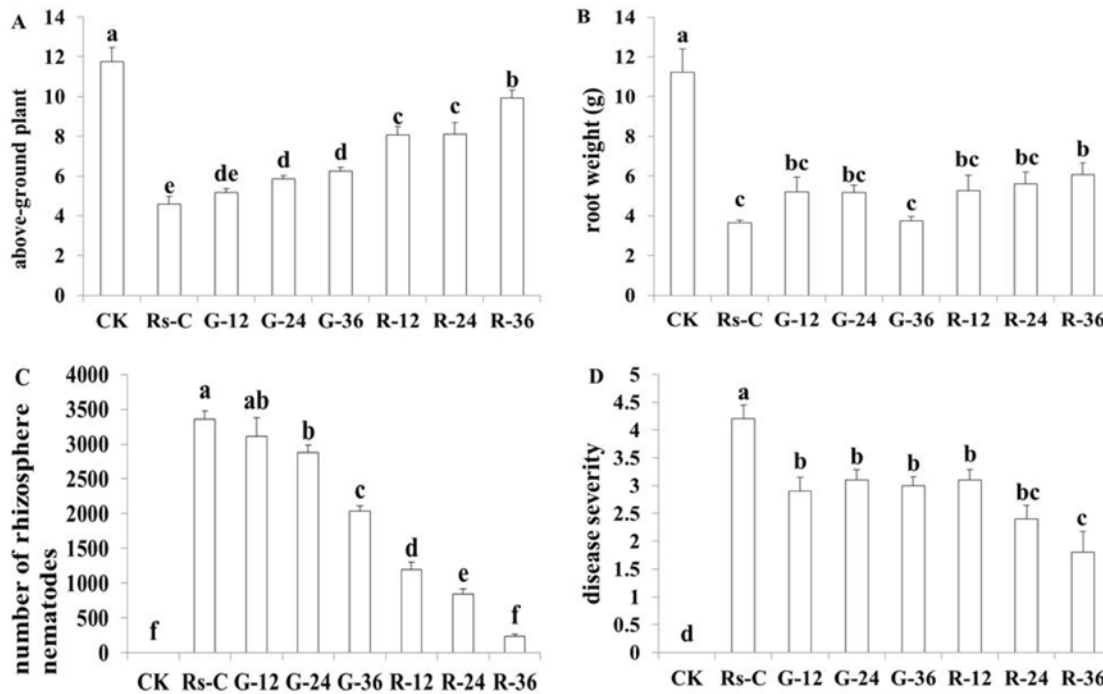 A
above-ground plant
14
12
10
8
6
4
2
0
a
e
de
d
d
c
c
b
CK Rs-C G-12 G-24 G-36 R-12 R-24 R-36
B
root weight (g)
14
12
10
8
6
4
2
0
a
c
bc
bc
c
bc
bc
b
CK Rs-C G-12 G-24 G-36 R-12 R-24 R-36
C
number of rhizosphere
nematodes
4000
3500
3000
2500
2000
1500
1000
500
0
f
a
ab
b
c
d
e
f
CK Rs-C G-12 G-24 G-36 R-12 R-24 R-36
D
disease severity
5
4.5
4
3.5
3
2.5
2
1.5
1
0.5
0
d
a
b
b
b
b
bc
c
CK Rs-C G-12 G-24 G-36 R-12 R-24 R-36